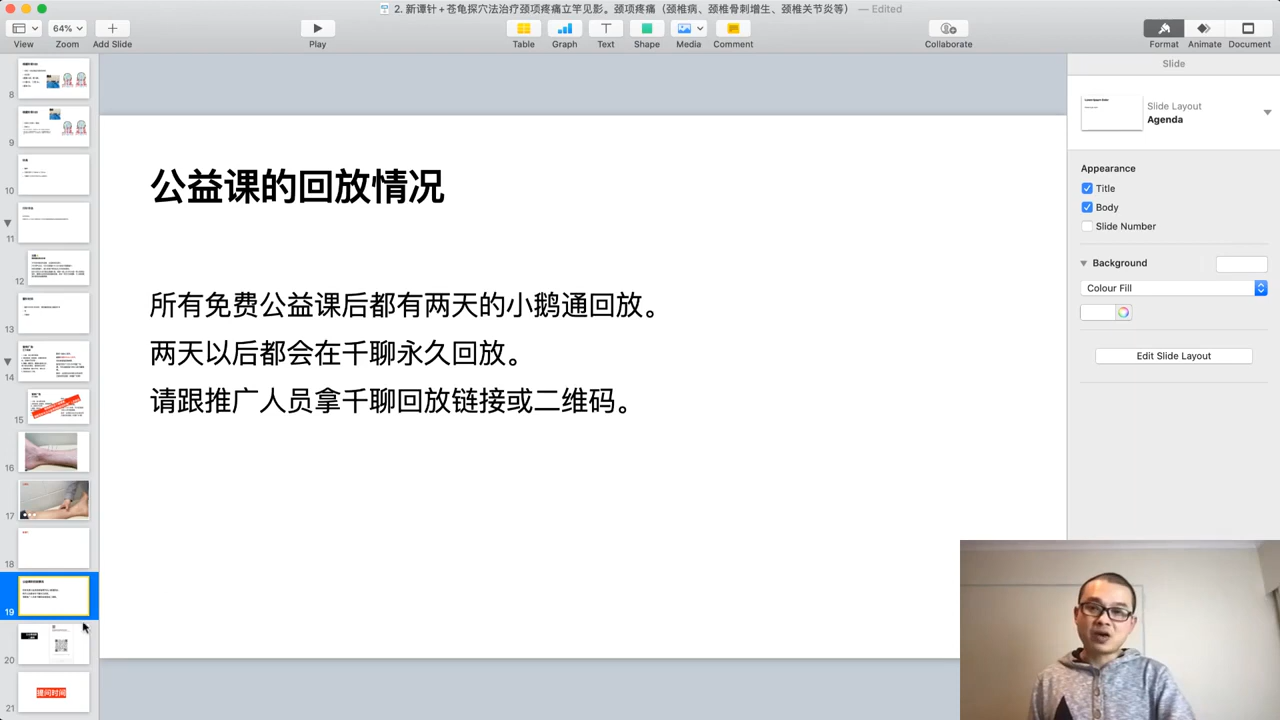 2. 新谭针＋苍龟探穴法治疗颈项疼痛立竿见影。颈项疼痛（颈椎病、颈椎骨刺增生、颈椎关节炎等） — Edited
View
64%
Zoom
Add Slide
Play
Table
Graph
Text
Shape
Media
Comment
Collaborate
Format
Animate
Document
Slide
Slide Layout
Agenda
Appearance
Title
Body
Slide Number
Background
Colour Fill
Edit Slide Layout
公益课的回放情况
所有免费公益课后都有两天的小鹅通回放。
两天以后都会在千聊永久回放。
请跟推广人员拿千聊回放链接或二维码。
8
9
10
11
12
13
14
15
16
17
18
19
20
21
提问时间